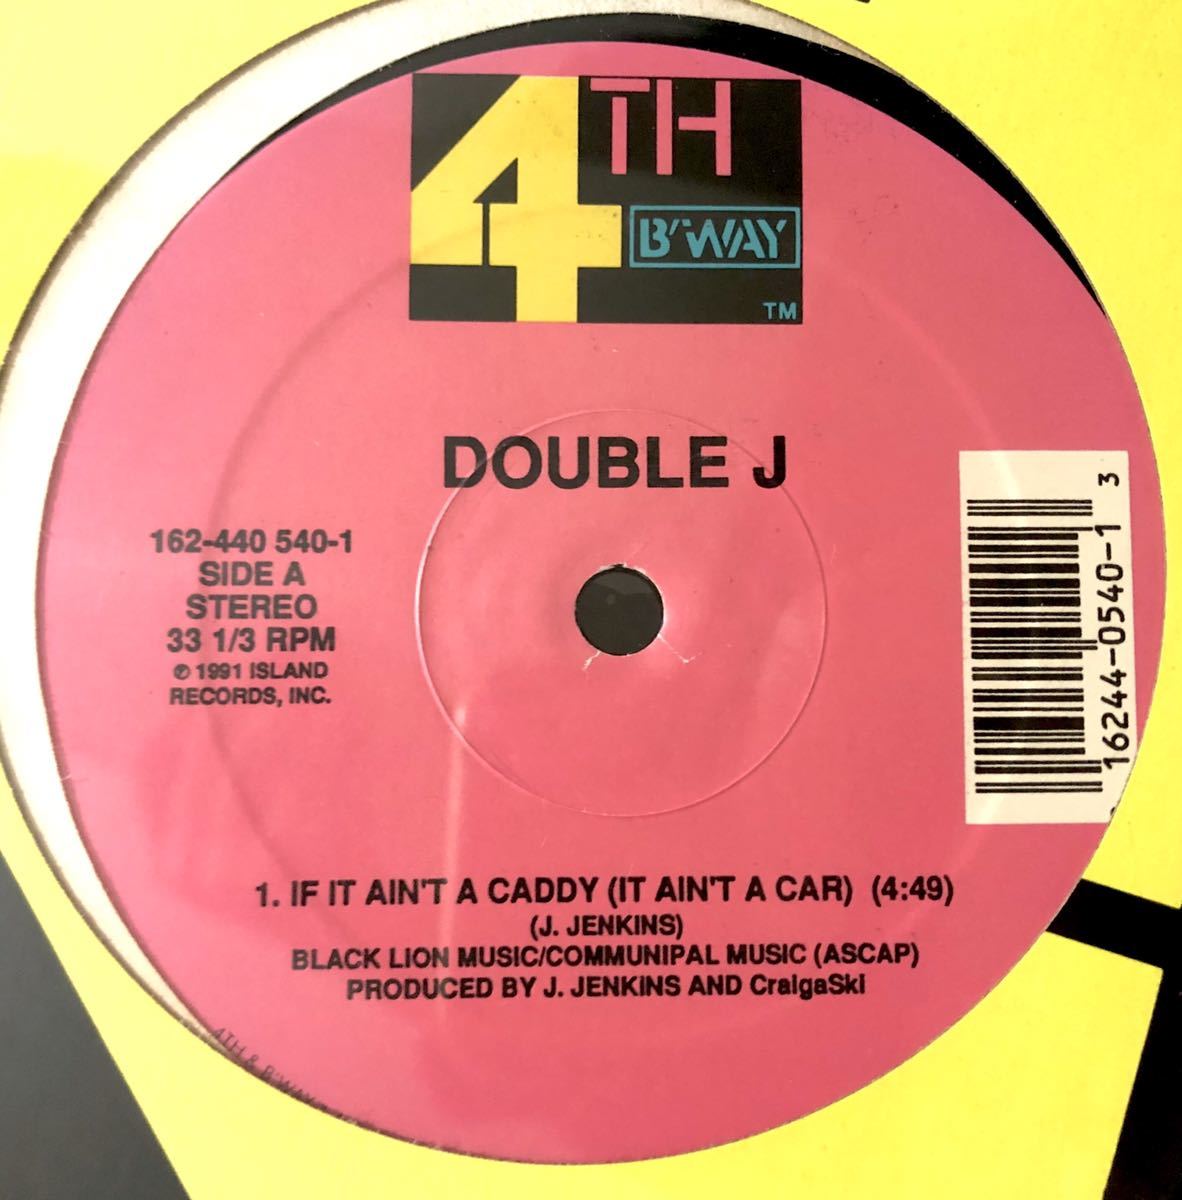 4TH
B'WAY
TM
DOUBLE J
162-440 540-1
SIDE A
STEREO
33 1/3 RPM
℗ 1991 ISLAND
RECORDS, INC.
3
16244-0540-1
1. IF IT AIN'T A CADDY (IT AIN'T A CAR) (4:49)
(J. JENKINS)
BLACK LION MUSIC/COMMUNIPAL MUSIC (ASCAP)
PRODUCED BY J. JENKINS AND CraigaSki
4TH & B'WAY